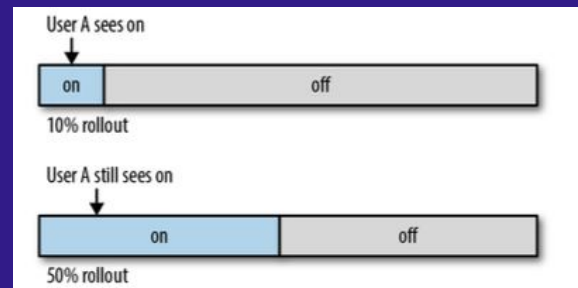 User A sees on
on off
10% rollout
User A still sees on
on off
50% rollout